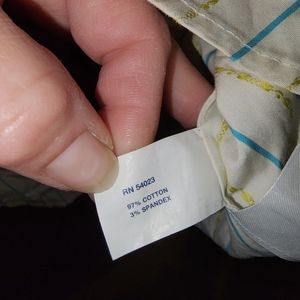 RN 54023
97% COTTON
3% SPANDEX